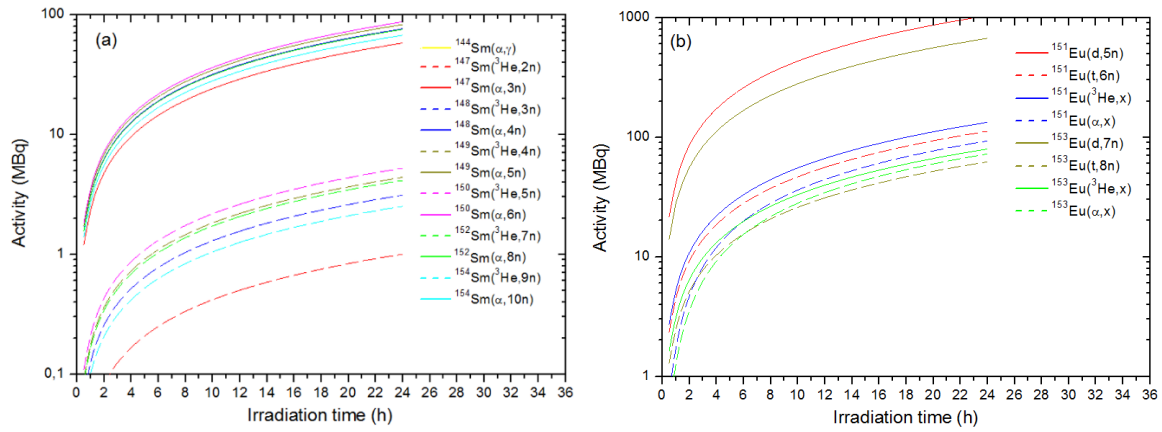 (a)
¹⁴⁴Sm(α,γ)
¹⁴⁷Sm(³He,2n)
¹⁴⁷Sm(α,3n)
¹⁴⁸Sm(³He,3n)
¹⁴⁸Sm(α,4n)
¹⁴⁹Sm(³He,4n)
¹⁴⁹Sm(α,5n)
¹⁵⁰Sm(³He,5n)
¹⁵⁰Sm(α,6n)
¹⁵²Sm(³He,7n)
¹⁵²Sm(α,8n)
¹⁵⁴Sm(³He,9n)
¹⁵⁴Sm(α,10n)
Activity (MBq)
100
10
1
0,1
0 2 4 6 8 10 12 14 16 18 20 22 24 26 28 30 32 34 36
Irradiation time (h)
(b)
¹⁵¹Eu(d,5n)
¹⁵¹Eu(t,6n)
¹⁵¹Eu(³He,x)
¹⁵¹Eu(α,x)
¹⁵³Eu(d,7n)
¹⁵³Eu(t,8n)
¹⁵³Eu(³He,x)
¹⁵³Eu(α,x)
Activity (MBq)
1000
100
10
1
0 2 4 6 8 10 12 14 16 18 20 22 24 26 28 30 32 34 36
Irradiation time (h)